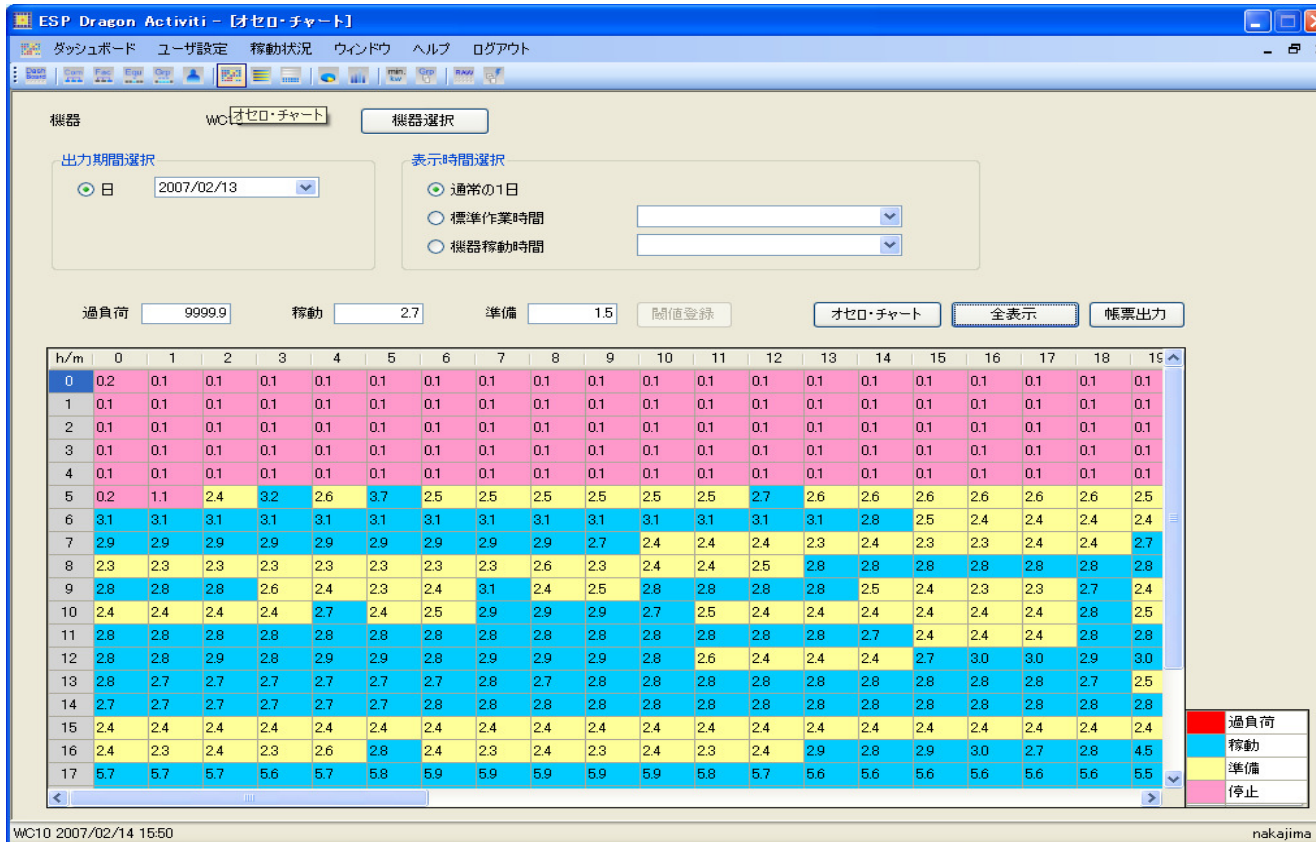 ESP Dragon Activiti - [オセロ・チャート]
ダッシュボード ユーザ設定 稼動状況 ウィンドウ ヘルプ ログアウト
Dash Board Com Fac Equ Grp min. kw Grp RAW
機器 WC10 オセロ・チャート 機器選択
出力期間選択 表示時間選択
日 2007/02/13 通常の1日
標準作業時間
機器稼動時間
過負荷 9999.9 稼動 2.7 準備 1.5 閾値登録 オセロ・チャート 全表示 帳票出力
h/m 0 1 2 3 4 5 6 7 8 9 10 11 12 13 14 15 16 17 18 19
0 0.2 0.1 0.1 0.1 0.1 0.1 0.1 0.1 0.1 0.1 0.1 0.1 0.1 0.1 0.1 0.1 0.1 0.1 0.1 0.1
1 0.1 0.1 0.1 0.1 0.1 0.1 0.1 0.1 0.1 0.1 0.1 0.1 0.1 0.1 0.1 0.1 0.1 0.1 0.1 0.1
2 0.1 0.1 0.1 0.1 0.1 0.1 0.1 0.1 0.1 0.1 0.1 0.1 0.1 0.1 0.1 0.1 0.1 0.1 0.1 0.1
3 0.1 0.1 0.1 0.1 0.1 0.1 0.1 0.1 0.1 0.1 0.1 0.1 0.1 0.1 0.1 0.1 0.1 0.1 0.1 0.1
4 0.1 0.1 0.1 0.1 0.1 0.1 0.1 0.1 0.1 0.1 0.1 0.1 0.1 0.1 0.1 0.1 0.1 0.1 0.1 0.1
5 0.2 1.1 2.4 3.2 2.6 3.7 2.5 2.5 2.5 2.5 2.5 2.5 2.7 2.6 2.6 2.6 2.6 2.6 2.6 2.5
6 3.1 3.1 3.1 3.1 3.1 3.1 3.1 3.1 3.1 3.1 3.1 3.1 3.1 3.1 2.8 2.5 2.4 2.4 2.4 2.4
7 2.9 2.9 2.9 2.9 2.9 2.9 2.9 2.9 2.9 2.7 2.4 2.4 2.4 2.3 2.4 2.3 2.3 2.4 2.4 2.7
8 2.3 2.3 2.3 2.3 2.3 2.3 2.3 2.3 2.6 2.3 2.4 2.4 2.5 2.8 2.8 2.8 2.8 2.8 2.8 2.8
9 2.8 2.8 2.8 2.6 2.4 2.3 2.4 3.1 2.4 2.5 2.8 2.8 2.8 2.8 2.5 2.4 2.3 2.3 2.7 2.4
10 2.4 2.4 2.4 2.4 2.7 2.4 2.5 2.9 2.9 2.9 2.7 2.5 2.4 2.4 2.4 2.4 2.4 2.4 2.8 2.5
11 2.8 2.8 2.8 2.8 2.8 2.8 2.8 2.8 2.8 2.8 2.8 2.8 2.8 2.8 2.7 2.4 2.4 2.4 2.8 2.8
12 2.8 2.8 2.9 2.8 2.9 2.9 2.8 2.9 2.9 2.9 2.8 2.6 2.4 2.4 2.4 2.7 3.0 3.0 2.9 3.0
13 2.8 2.7 2.7 2.7 2.7 2.7 2.7 2.8 2.7 2.8 2.8 2.8 2.8 2.8 2.8 2.8 2.8 2.8 2.7 2.5
14 2.7 2.7 2.7 2.7 2.7 2.7 2.8 2.8 2.8 2.8 2.8 2.8 2.8 2.8 2.8 2.8 2.8 2.8 2.8 2.8
15 2.4 2.4 2.4 2.4 2.4 2.4 2.4 2.4 2.4 2.4 2.4 2.4 2.4 2.4 2.4 2.4 2.4 2.4 2.4 2.4
16 2.4 2.3 2.4 2.3 2.6 2.8 2.4 2.3 2.4 2.3 2.4 2.3 2.4 2.9 2.8 2.9 3.0 2.7 2.8 4.5
17 5.7 5.7 5.7 5.6 5.7 5.8 5.9 5.9 5.9 5.9 5.9 5.8 5.7 5.6 5.6 5.6 5.6 5.6 5.6 5.5
過負荷
稼動
準備
停止
WC10 2007/02/14 15:50 nakajima